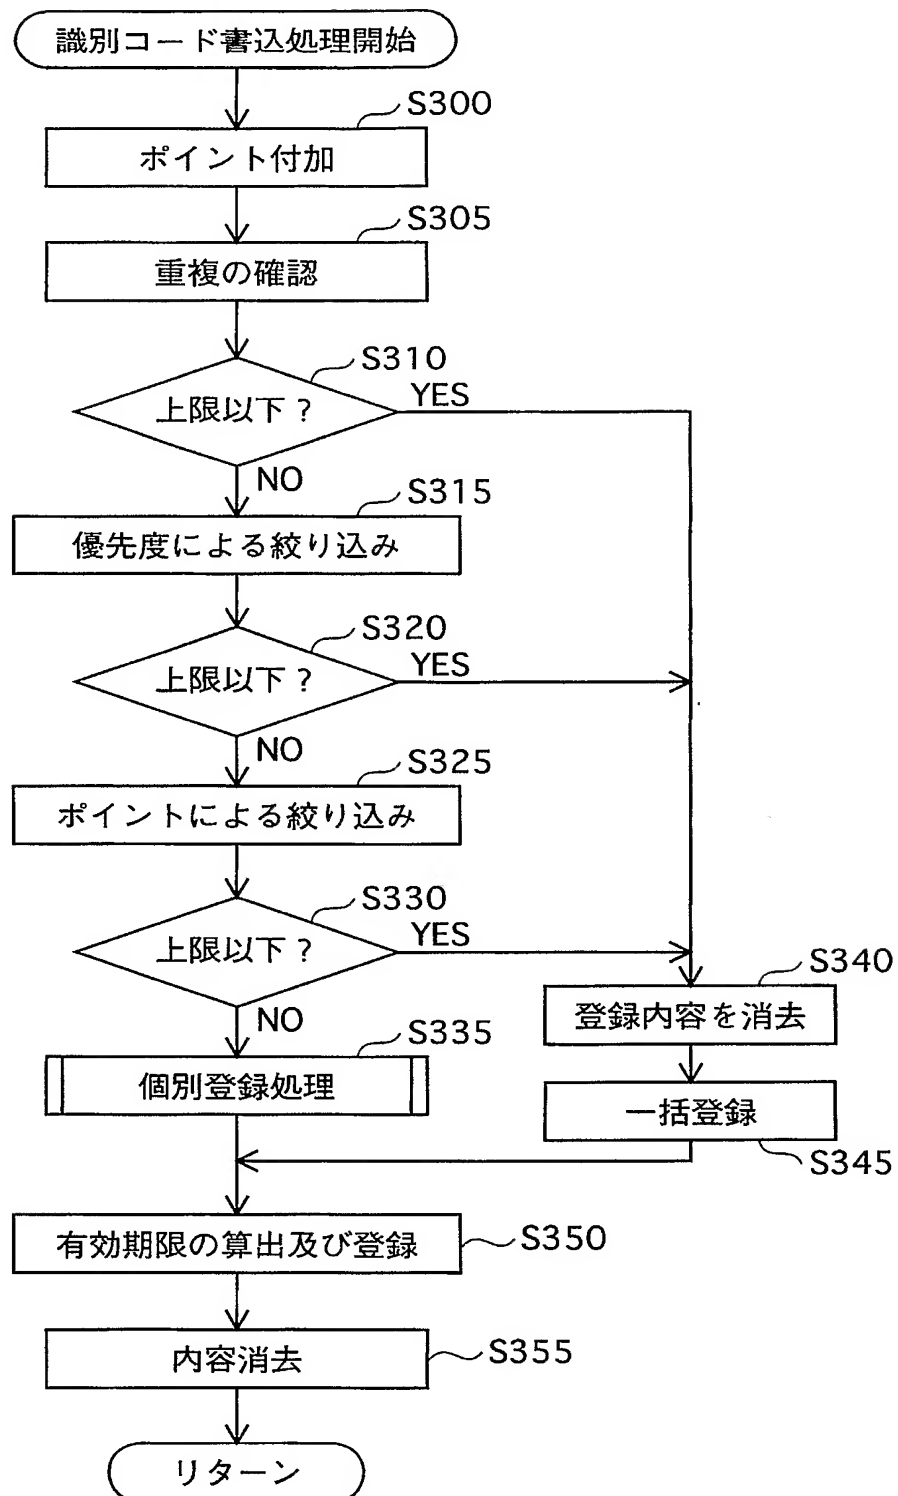 識別コード書込処理開始
S300
ポイント付加
S305
重複の確認
S310
上限以下?
YES
NO
S315
優先度による絞り込み
S320
上限以下?
YES
NO
S325
ポイントによる絞り込み
S330
上限以下?
YES
NO
S340
登録内容を消去
S335
個別登録処理
一括登録
S345
有効期限の算出及び登録
S350
内容消去
S355
リターン